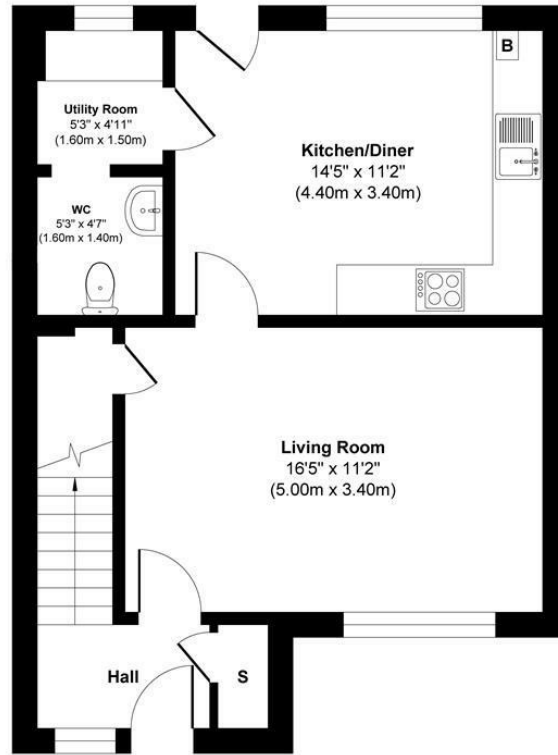 B
Utility Room
5'3" x 4'11"
(1.60m x 1.50m)
Kitchen/Diner
14'5" x 11'2"
(4.40m x 3.40m)
WC
5'3" x 4'7"
(1.60m x 1.40m)
Living Room
16'5" x 11'2"
(5.00m x 3.40m)
Hall
S